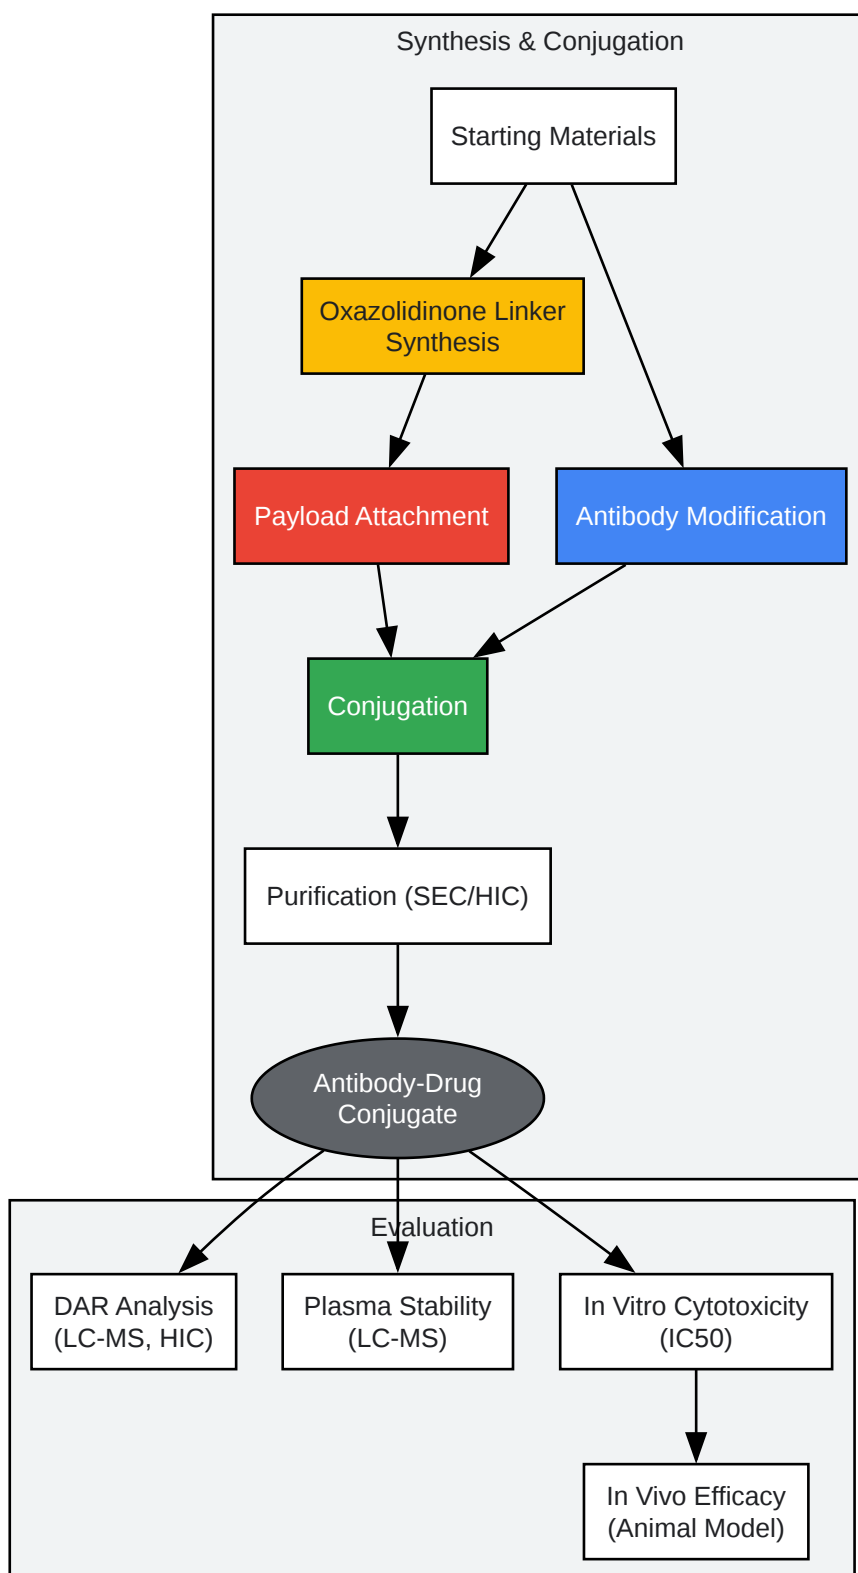 Synthesis & Conjugation
Starting Materials
Oxazolidinone Linker
Synthesis
Payload Attachment
Antibody Modification
Conjugation
Purification (SEC/HIC)
Antibody-Drug
Conjugate
Evaluation
DAR Analysis
(LC-MS, HIC)
Plasma Stability
(LC-MS)
In Vitro Cytotoxicity
(IC50)
In Vivo Efficacy
(Animal Model)